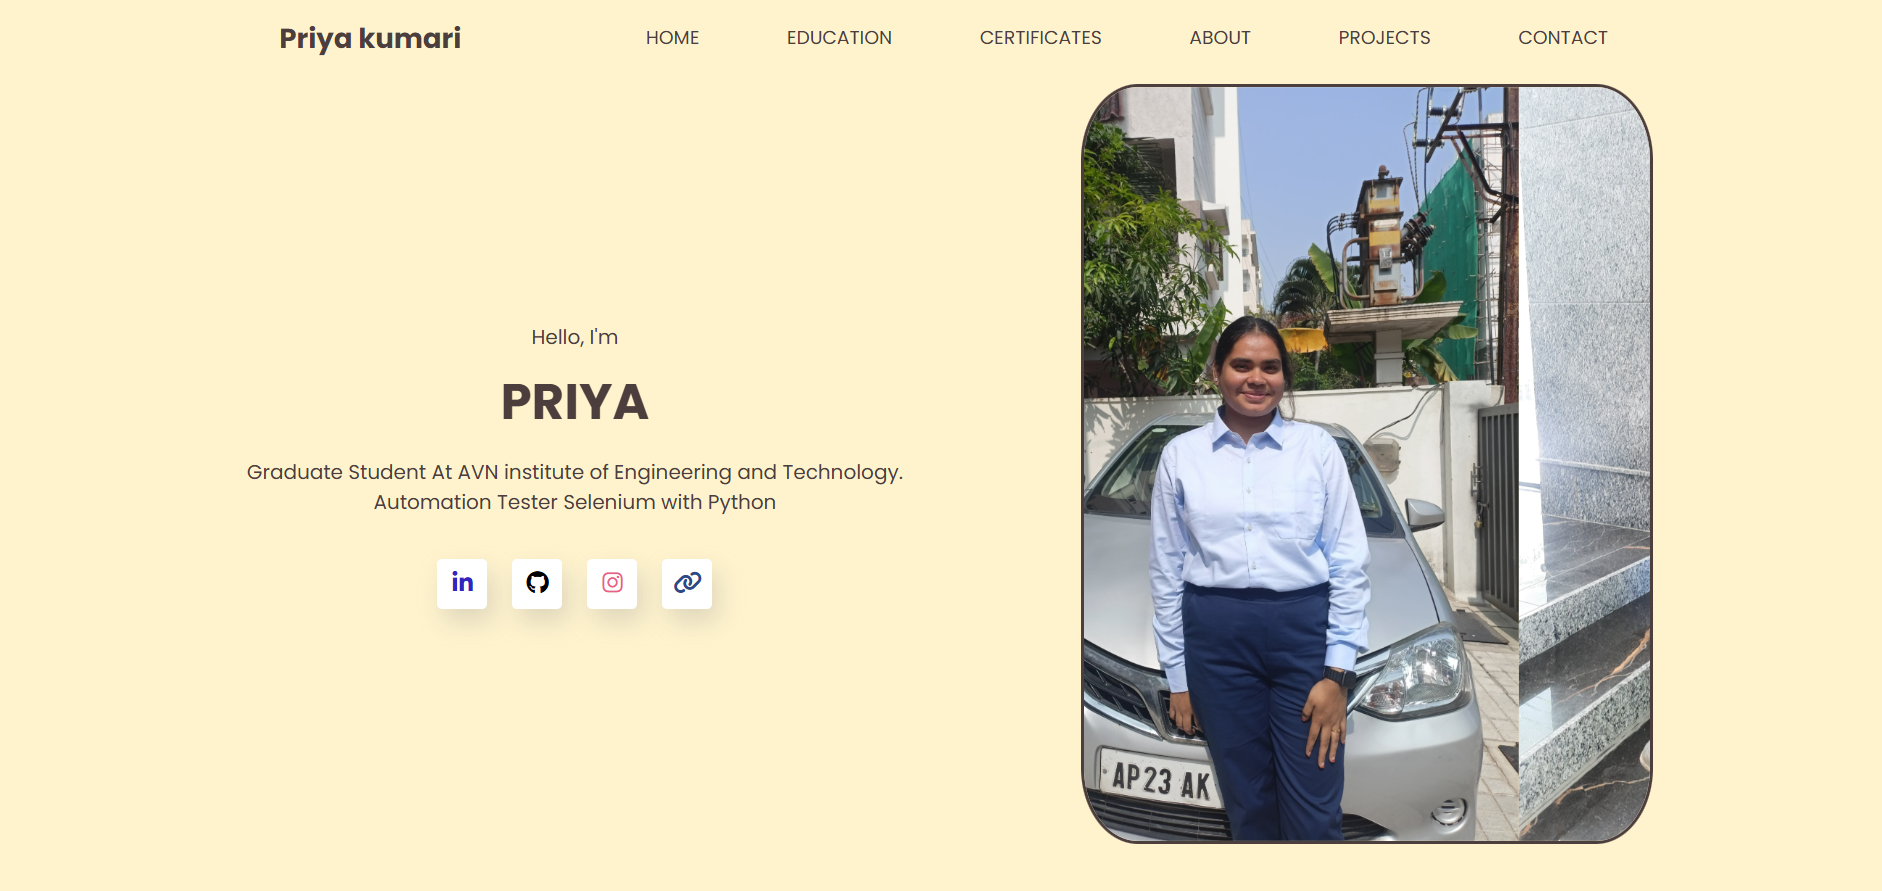 Priya kumari
HOME
EDUCATION
CERTIFICATES
ABOUT
PROJECTS
CONTACT
Hello, I'm
PRIYA
Graduate Student At AVN institute of Engineering and Technology.
Automation Tester Selenium with Python
in
AP23 AK